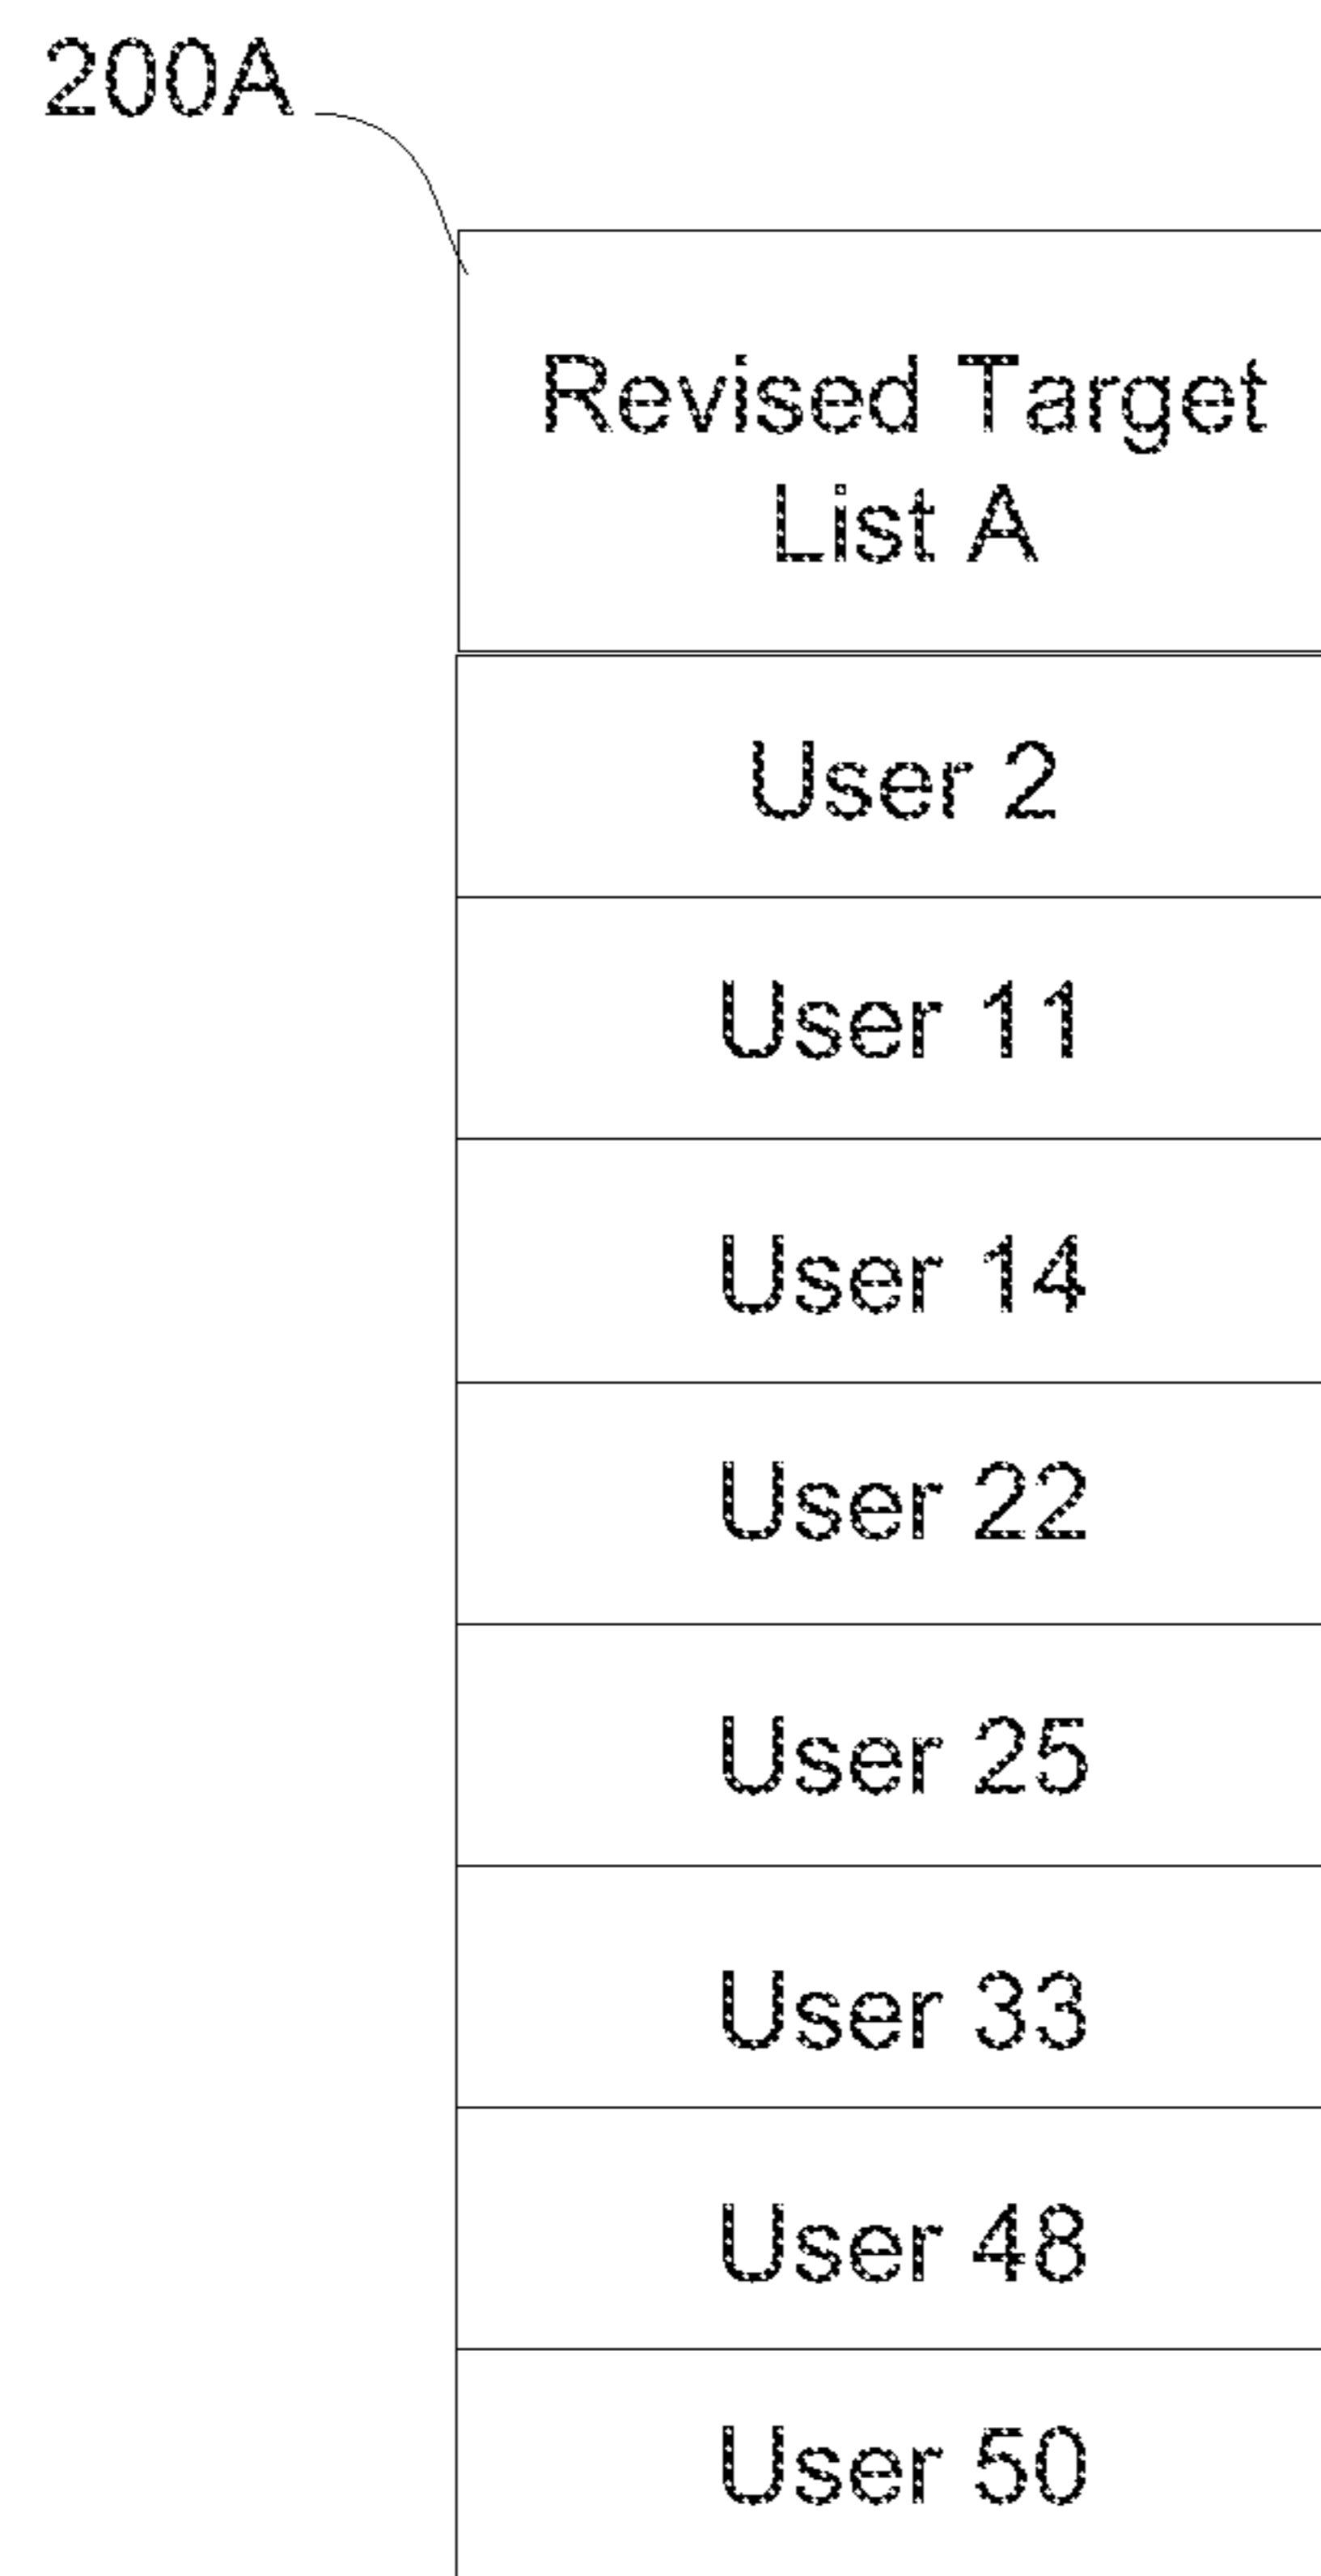 200A
Revised Target
List A
User 2
User 11
User 14
User 22
User 25
User 33
User 48
User 50